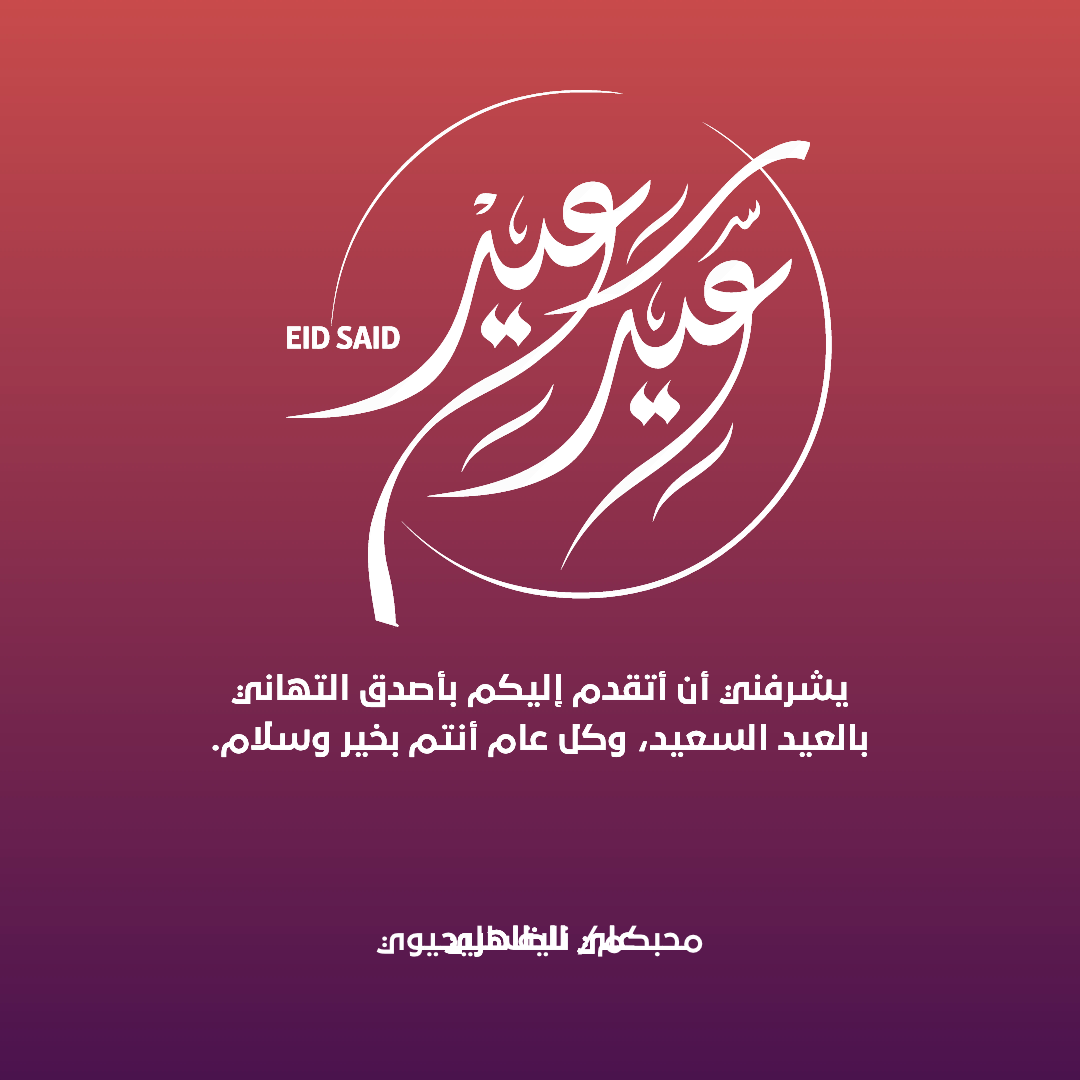 عيد سعيد
EID SAID
يشرفني أن أتقدم إليكم بأصدق التهاني
بالعيد السعيد، وكل عام أنتم بخير وسلام.